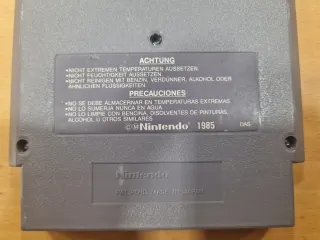 ACHTUNG
•NICHT EXTREMEN TEMPERATUREN AUSSETZEN.
•NICHT FEUCHTIGKEIT AUSSETZEN.
•NICHT REINIGEN MIT BENZIN, VERDÜNNER, ALKOHOL ODER
ÄHNLICHEN FLÜSSIGKEITEN
PRECAUCIONES
•NO SE DEBE ALMACERNAR EN TEMPERATURAS EXTREMAS
•NO LO SUMERJA NUNCA EN AGUA
•NO LO LIMPIE CON BENCINA, DISOLVENTES DE PINTURAS,
ALCOHOL U OTROS SIMILARES
©Nintendo 1985 DAS
Nintendo